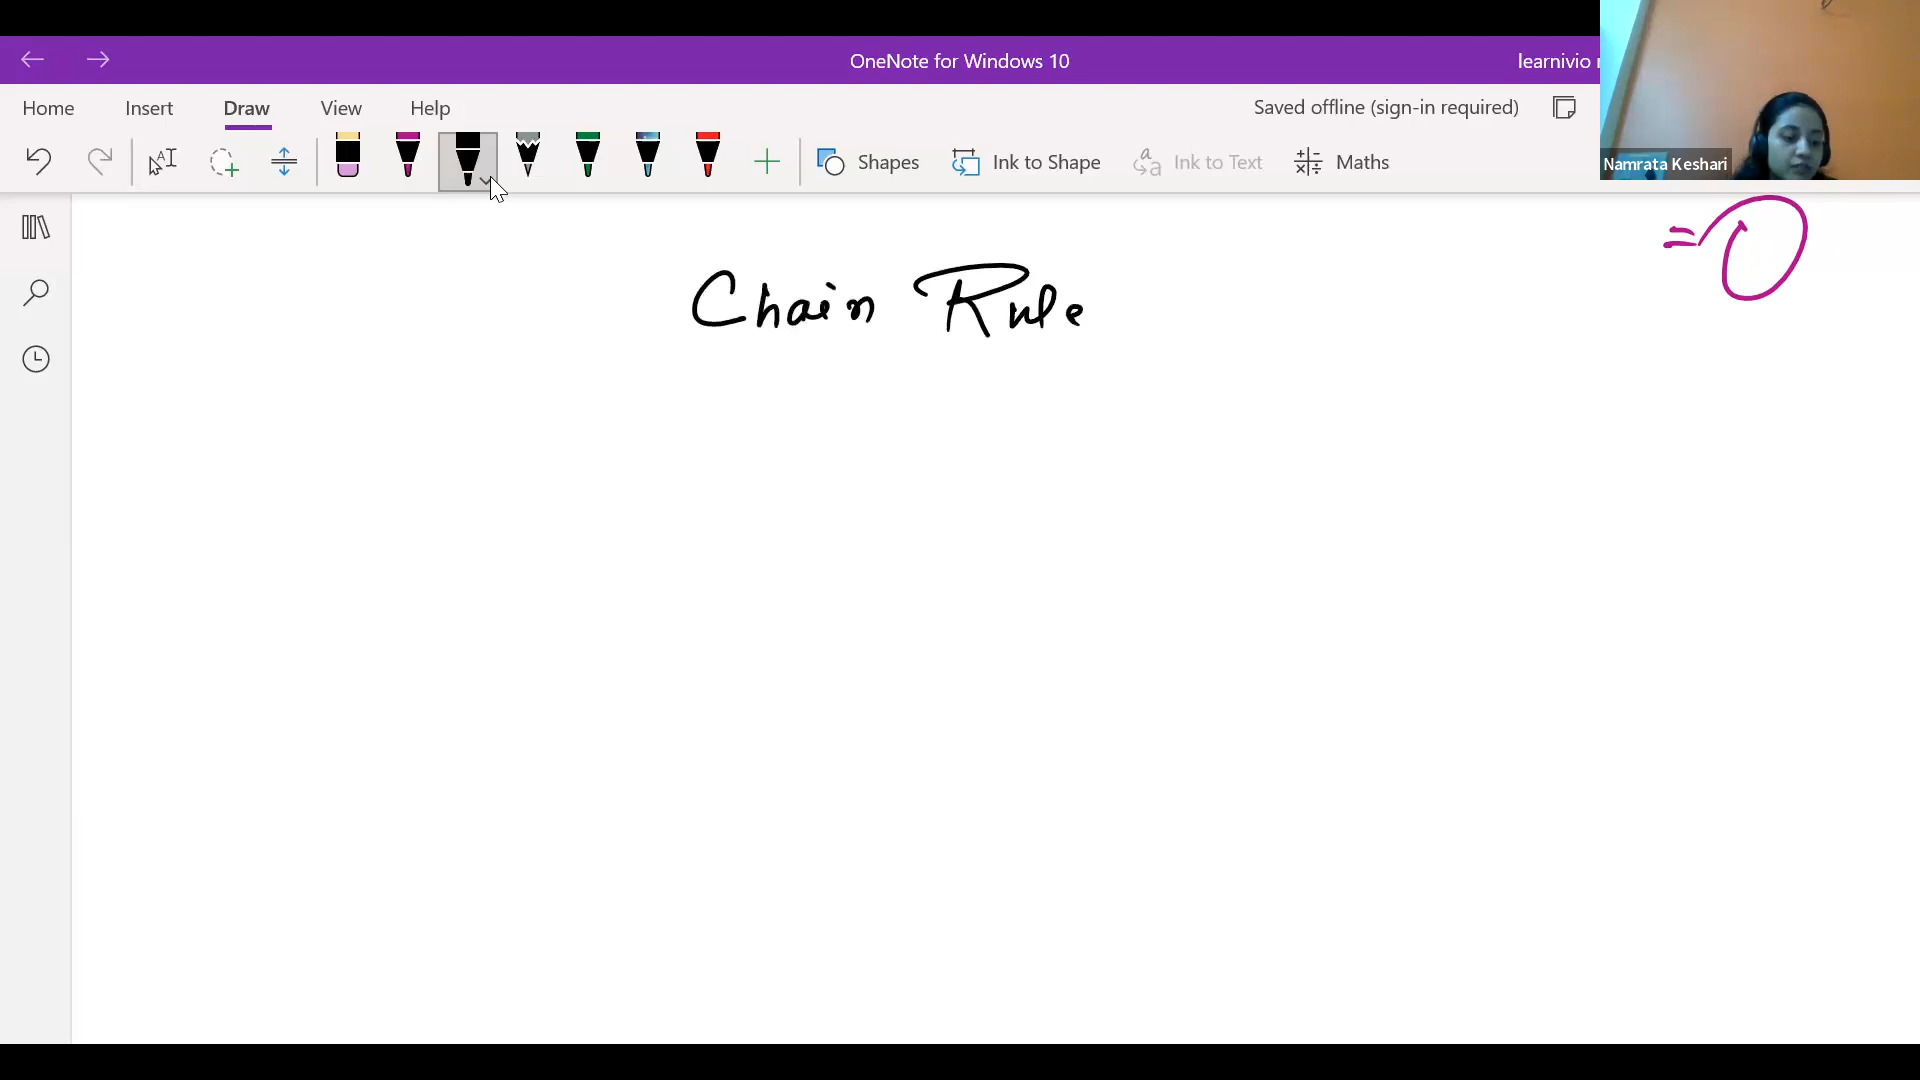 OneNote for Windows 10
learnivio
Home Insert Draw View Help
Saved offline (sign-in required)
Shapes Ink to Shape Ink to Text Maths
Namrata Keshari
= 0
Chain Rule